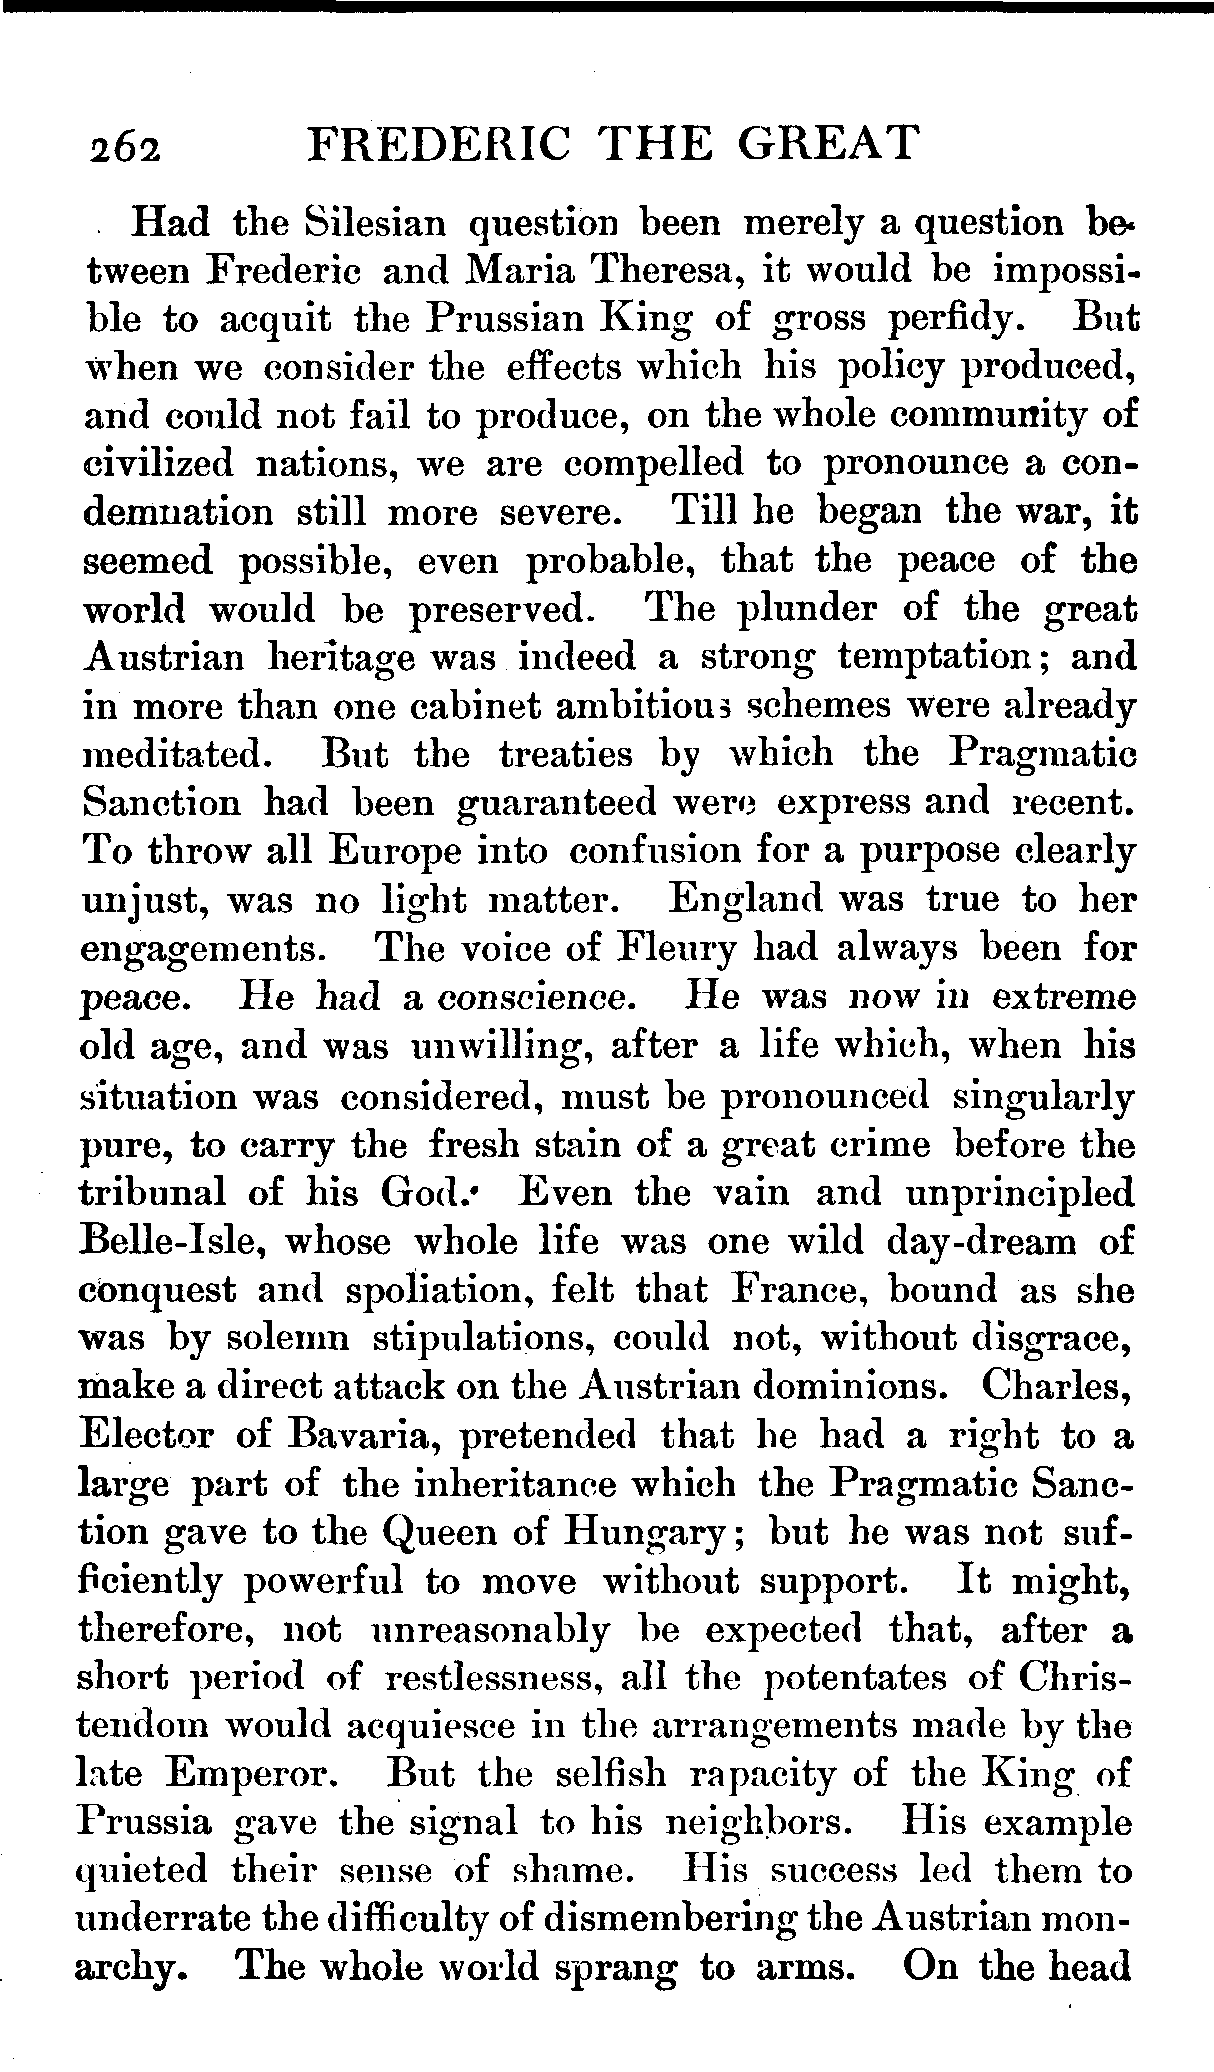 262 FREDERIC THE GREAT
Had the Silesian question been merely a question be-
tween Frederic and Maria Theresa, it would be impossi-
ble to acquit the Prussian King of gross perfidy. But
when we consider the effects which his policy produced,
and could not fail to produce, on the whole community of
civilized nations, we are compelled to pronounce a con-
demnation still more severe. Till he began the war, it
seemed possible, even probable, that the peace of the
world would be preserved. The plunder of the great
Austrian heritage was indeed a strong temptation; and
in more than one cabinet ambitious schemes were already
meditated. But the treaties by which the Pragmatic
Sanction had been guaranteed were express and recent.
To throw all Europe into confusion for a purpose clearly
unjust, was no light matter. England was true to her
engagements. The voice of Fleury had always been for
peace. He had a conscience. He was now in extreme
old age, and was unwilling, after a life which, when his
situation was considered, must be pronounced singularly
pure, to carry the fresh stain of a great crime before the
tribunal of his God. Even the vain and unprincipled
Belle-Isle, whose whole life was one wild day-dream of
conquest and spoliation, felt that France, bound as she
was by solemn stipulations, could not, without disgrace,
make a direct attack on the Austrian dominions. Charles,
Elector of Bavaria, pretended that he had a right to a
large part of the inheritance which the Pragmatic Sanc-
tion gave to the Queen of Hungary; but he was not suf-
ficiently powerful to move without support. It might,
therefore, not unreasonably be expected that, after a
short period of restlessness, all the potentates of Chris-
tendom would acquiesce in the arrangements made by the
late Emperor. But the selfish rapacity of the King of
Prussia gave the signal to his neighbors. His example
quieted their sense of shame. His success led them to
underrate the difficulty of dismembering the Austrian mon-
archy. The whole world sprang to arms. On the head